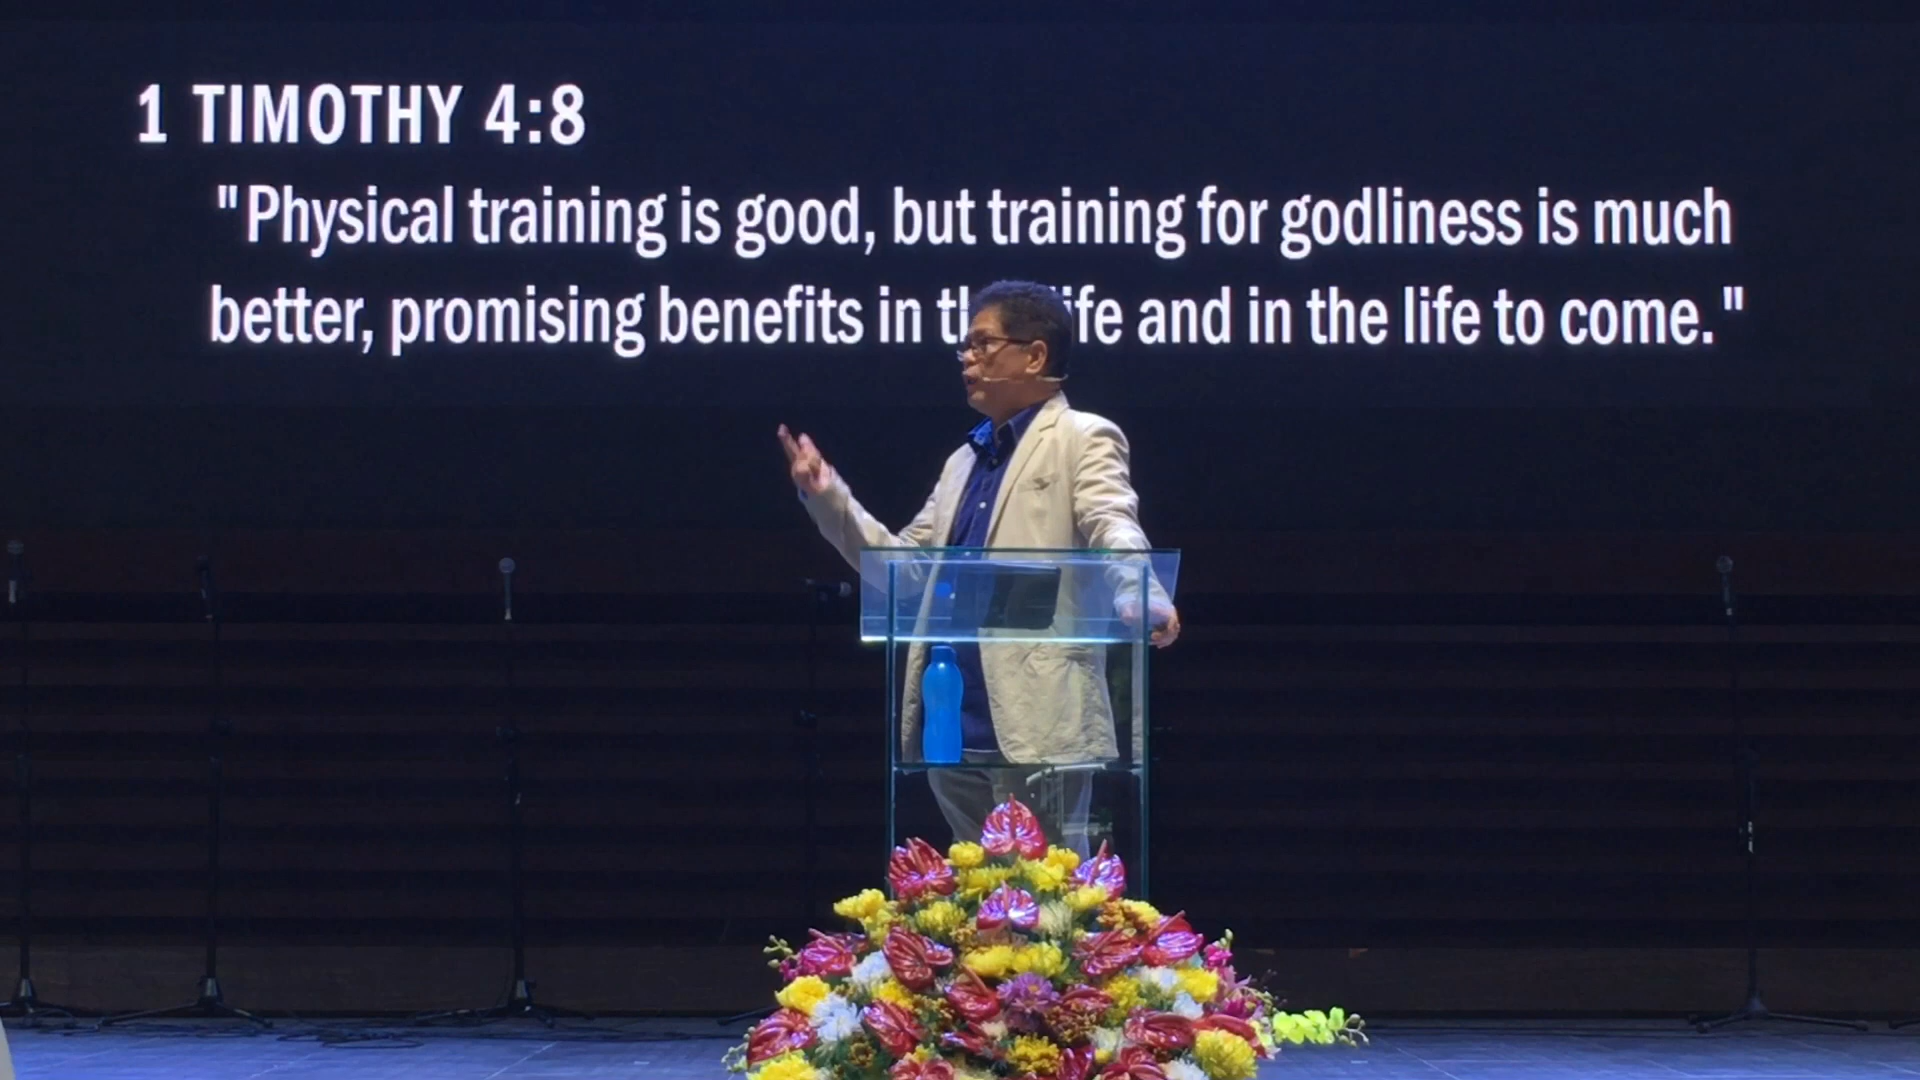 1 TIMOTHY 4:8
"Physical training is good, but training for godliness is much
better, promising benefits in life and in the life to come."